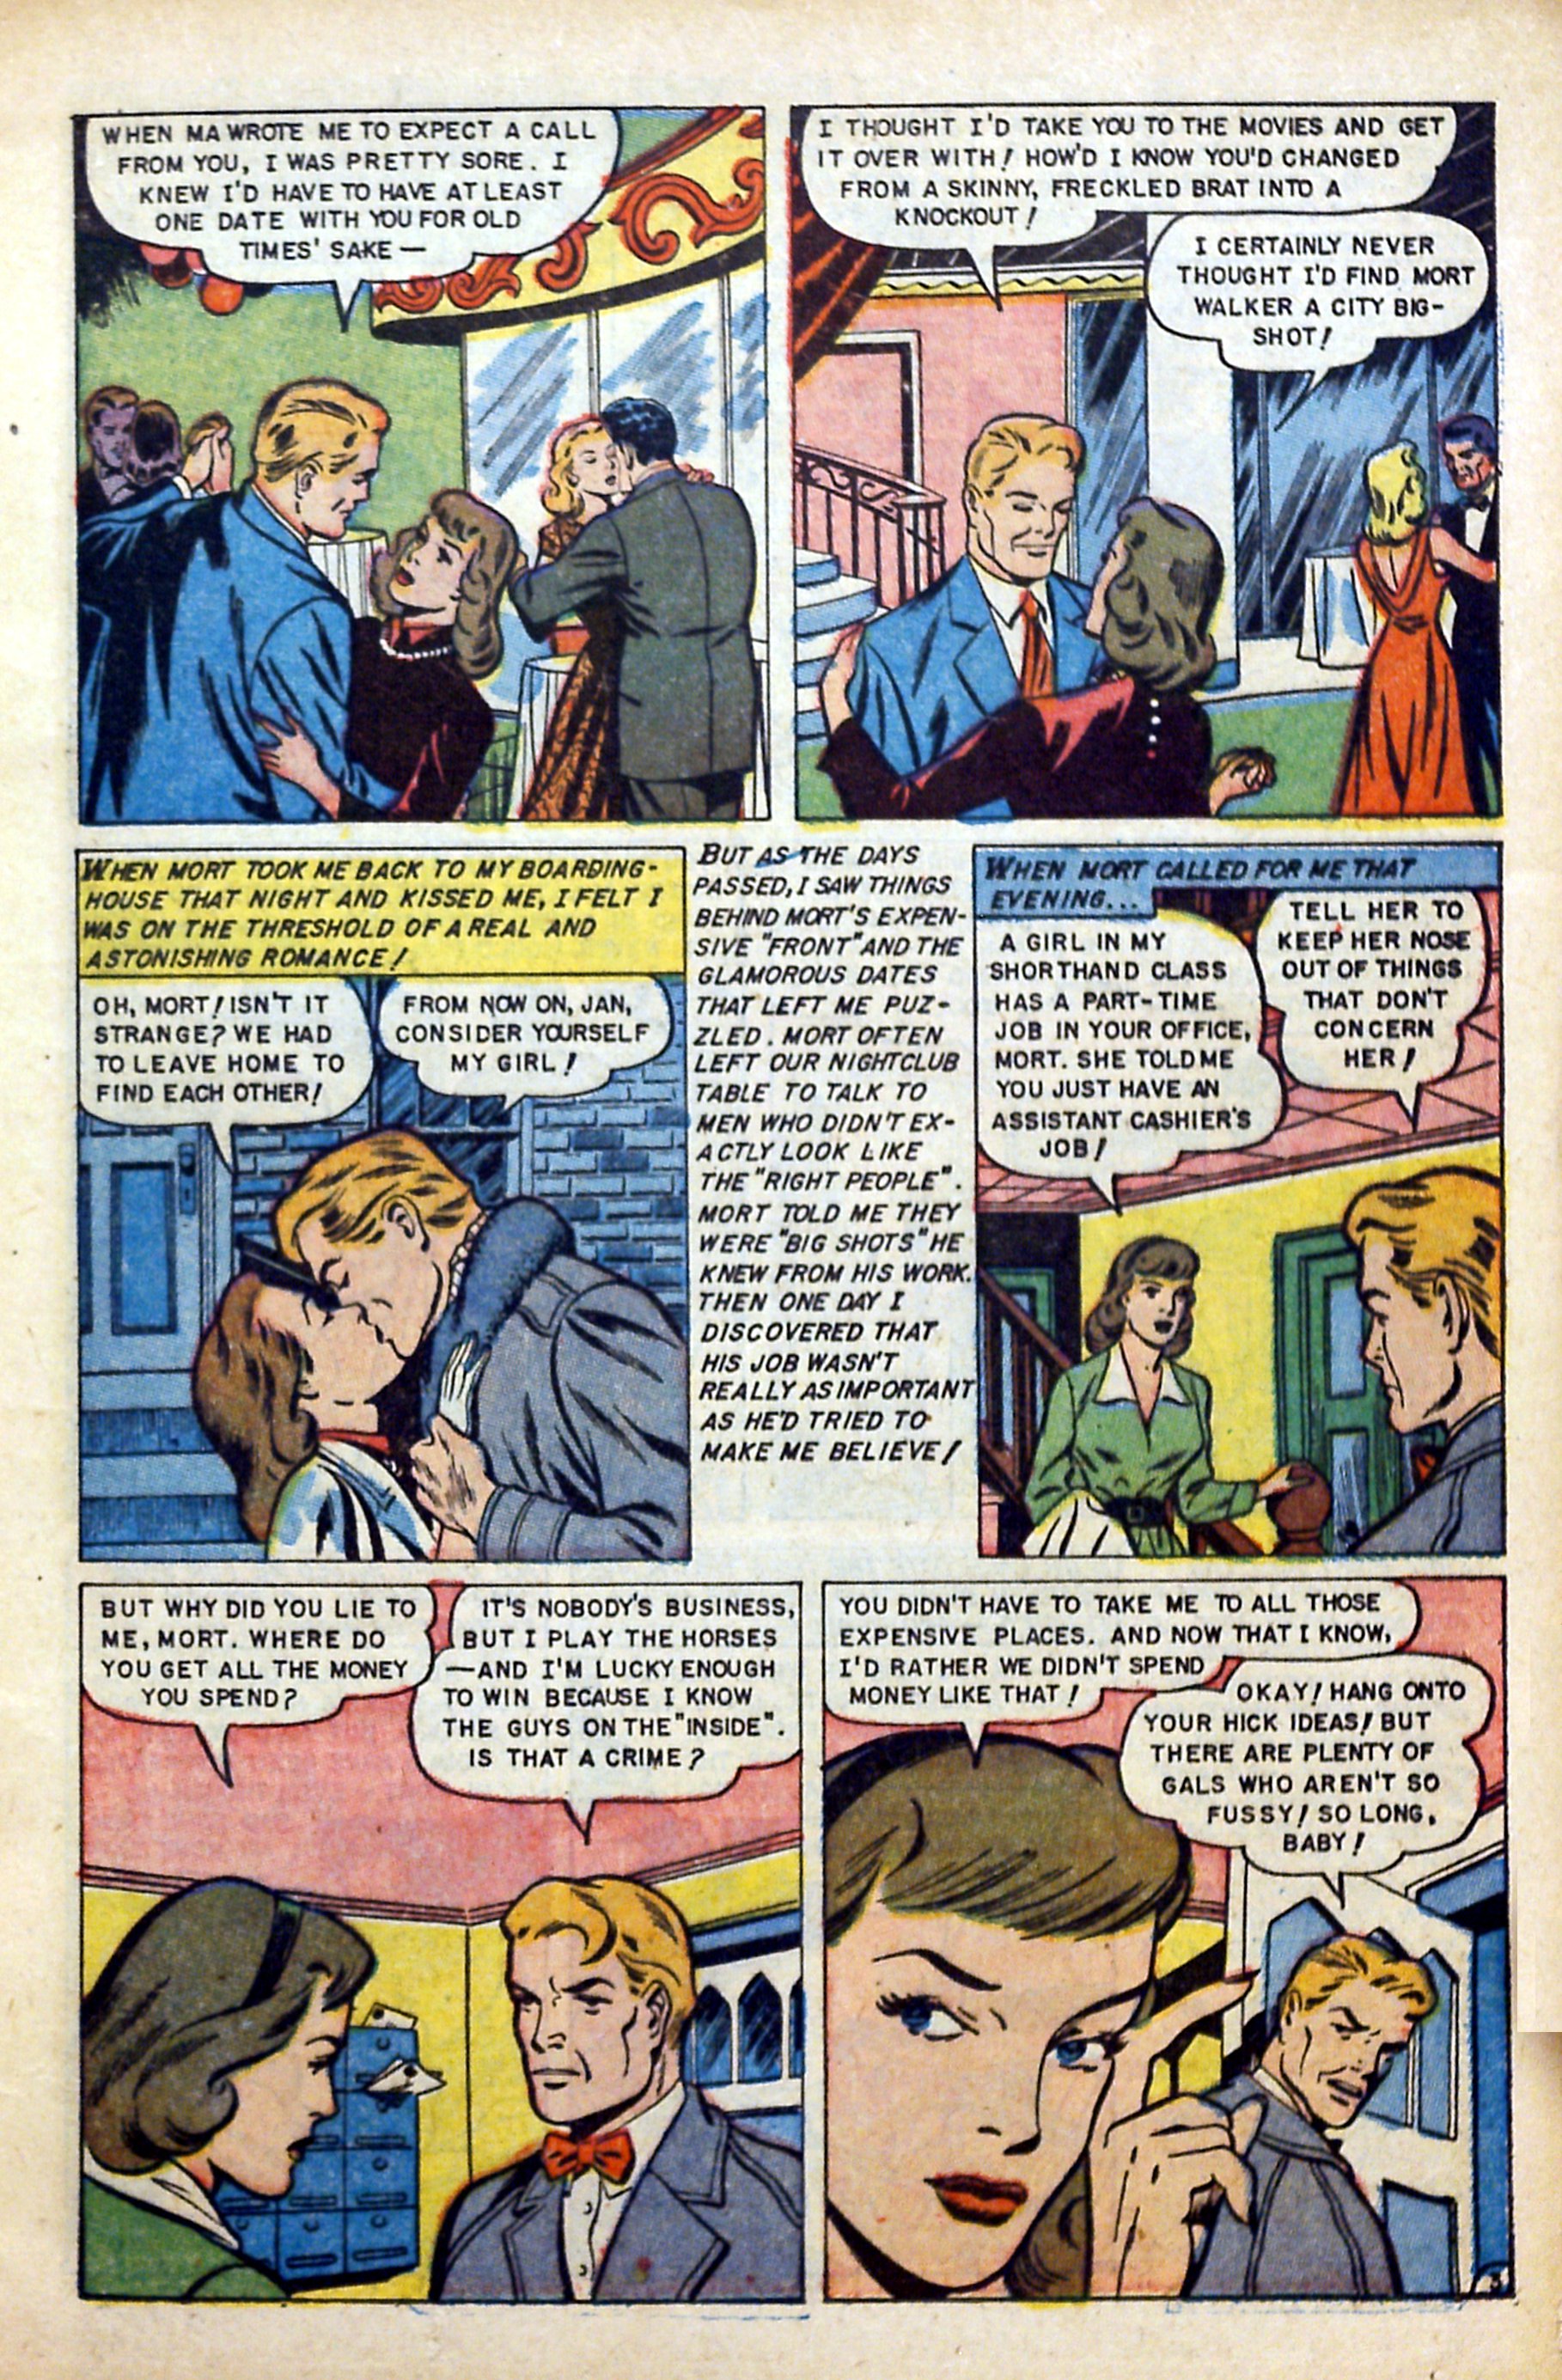 WHEN MA WROTE ME TO EXPECT A CALL
FROM YOU, I WAS PRETTY SORE. I
KNEW I'D HAVE TO HAVE AT LEAST
ONE DATE WITH YOU FOR OLD
TIMES' SAKE —
I THOUGHT I'D TAKE YOU TO THE MOVIES AND GET
IT OVER WITH! HOW'D I KNOW YOU'D CHANGED
FROM A SKINNY, FRECKLED BRAT INTO A
KNOCKOUT!
I CERTAINLY NEVER
THOUGHT I'D FIND MORT
WALKER A CITY BIG-
SHOT!
WHEN MORT TOOK ME BACK TO MY BOARDING-
HOUSE THAT NIGHT AND KISSED ME, I FELT I
WAS ON THE THRESHOLD OF A REAL AND
ASTONISHING ROMANCE!
OH, MORT! ISN'T IT
STRANGE? WE HAD
TO LEAVE HOME TO
FIND EACH OTHER!
FROM NOW ON, JAN,
CONSIDER YOURSELF
MY GIRL!
BUT AS THE DAYS
PASSED, I SAW THINGS
BEHIND MORT'S EXPEN-
SIVE "FRONT" AND THE
GLAMOROUS DATES
THAT LEFT ME PUZ-
ZLED. MORT OFTEN
LEFT OUR NIGHTCLUB
TABLE TO TALK TO
MEN WHO DIDN'T EX-
ACTLY LOOK LIKE
THE "RIGHT PEOPLE".
MORT TOLD ME THEY
WERE "BIG SHOTS" HE
KNEW FROM HIS WORK.
THEN ONE DAY I
DISCOVERED THAT
HIS JOB WASN'T
REALLY AS IMPORTANT
AS HE'D TRIED TO
MAKE ME BELIEVE!
WHEN MORT CALLED FOR ME THAT
EVENING...
A GIRL IN MY
SHORTHAND CLASS
HAS A PART-TIME
JOB IN YOUR OFFICE,
MORT. SHE TOLD ME
YOU JUST HAVE AN
ASSISTANT CASHIER'S
JOB!
TELL HER TO
KEEP HER NOSE
OUT OF THINGS
THAT DON'T
CONCERN
HER!
BUT WHY DID YOU LIE TO
ME, MORT. WHERE DO
YOU GET ALL THE MONEY
YOU SPEND?
IT'S NOBODY'S BUSINESS,
BUT I PLAY THE HORSES
—AND I'M LUCKY ENOUGH
TO WIN BECAUSE I KNOW
THE GUYS ON THE "INSIDE".
IS THAT A CRIME?
YOU DIDN'T HAVE TO TAKE ME TO ALL THOSE
EXPENSIVE PLACES. AND NOW THAT I KNOW,
I'D RATHER WE DIDN'T SPEND
MONEY LIKE THAT!
OKAY! HANG ONTO
YOUR HICK IDEAS! BUT
THERE ARE PLENTY OF
GALS WHO AREN'T SO
FUSSY! SO LONG,
BABY!
3